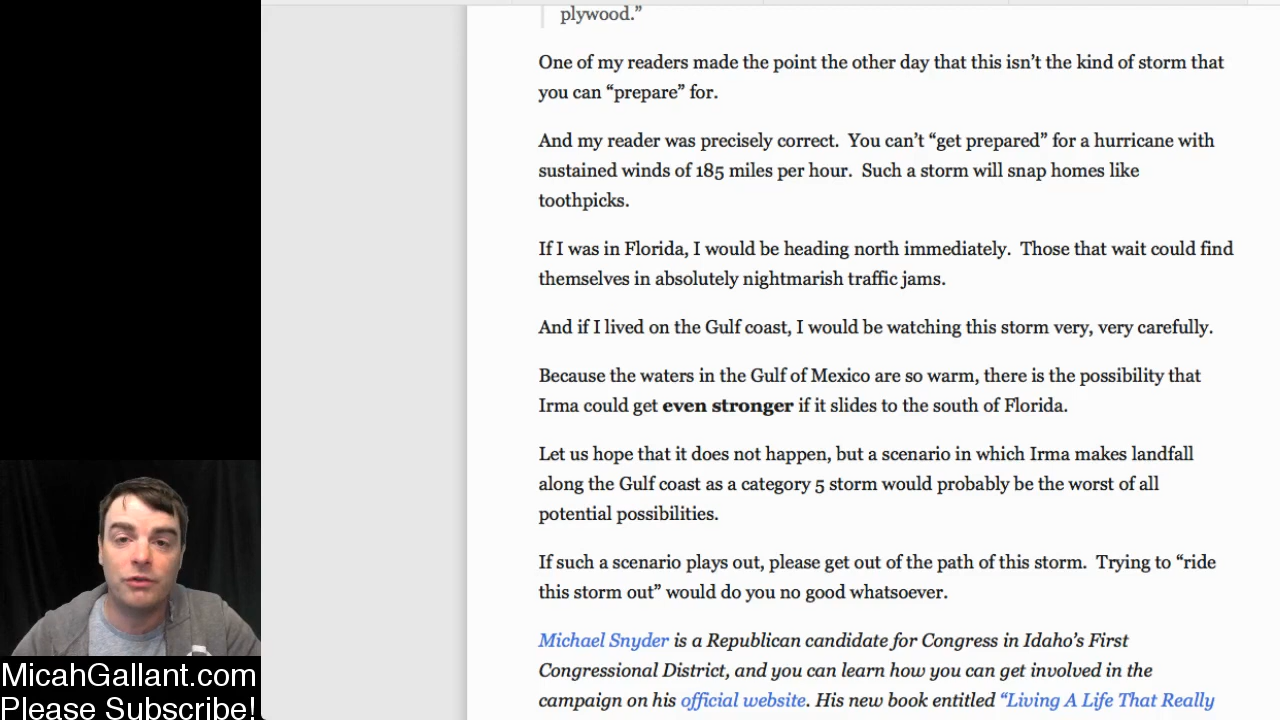 plywood.”
One of my readers made the point the other day that this isn’t the kind of storm that
you can “prepare” for.
And my reader was precisely correct.  You can’t “get prepared” for a hurricane with
sustained winds of 185 miles per hour.  Such a storm will snap homes like
toothpicks.
If I was in Florida, I would be heading north immediately.  Those that wait could find
themselves in absolutely nightmarish traffic jams.
And if I lived on the Gulf coast, I would be watching this storm very, very carefully.
Because the waters in the Gulf of Mexico are so warm, there is the possibility that
Irma could get even stronger if it slides to the south of Florida.
Let us hope that it does not happen, but a scenario in which Irma makes landfall
along the Gulf coast as a category 5 storm would probably be the worst of all
potential possibilities.
If such a scenario plays out, please get out of the path of this storm.  Trying to “ride
this storm out” would do you no good whatsoever.
Michael Snyder is a Republican candidate for Congress in Idaho’s First
Congressional District, and you can learn how you can get involved in the
campaign on his official website. His new book entitled “Living A Life That Really
MicahGallant.com
Please Subscribe!